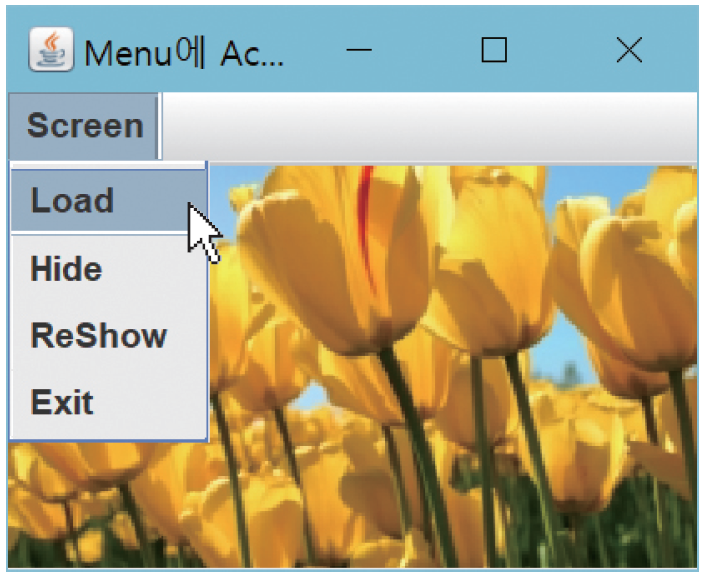 Menu에 Ac...
Screen
Load
Hide
ReShow
Exit